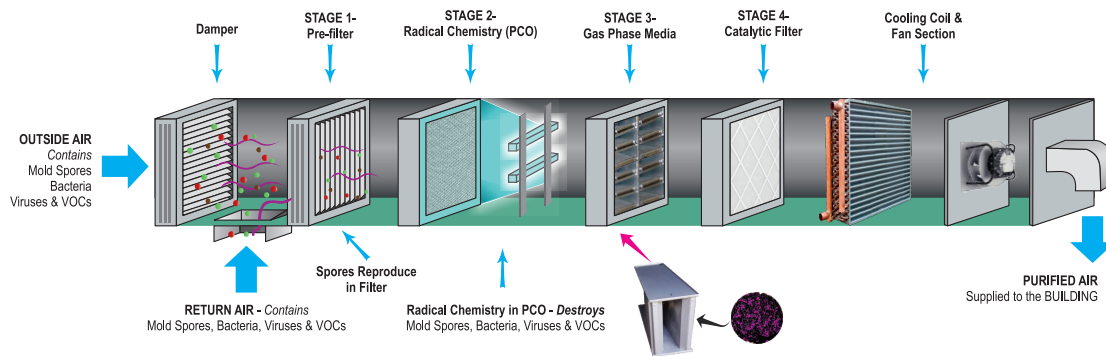 Damper
STAGE 1-
Pre-filter
STAGE 2-
Radical Chemistry (PCO)
STAGE 3-
Gas Phase Media
STAGE 4-
Catalytic Filter
Cooling Coil &
Fan Section
OUTSIDE AIR
Contains
Mold Spores
Bacteria
Viruses & VOCs
Spores Reproduce
in Filter
RETURN AIR - Contains
Mold Spores, Bacteria, Viruses & VOCs
Radical Chemistry in PCO - Destroys
Mold Spores, Bacteria, Viruses & VOCs
PURIFIED AIR
Supplied to the BUILDING